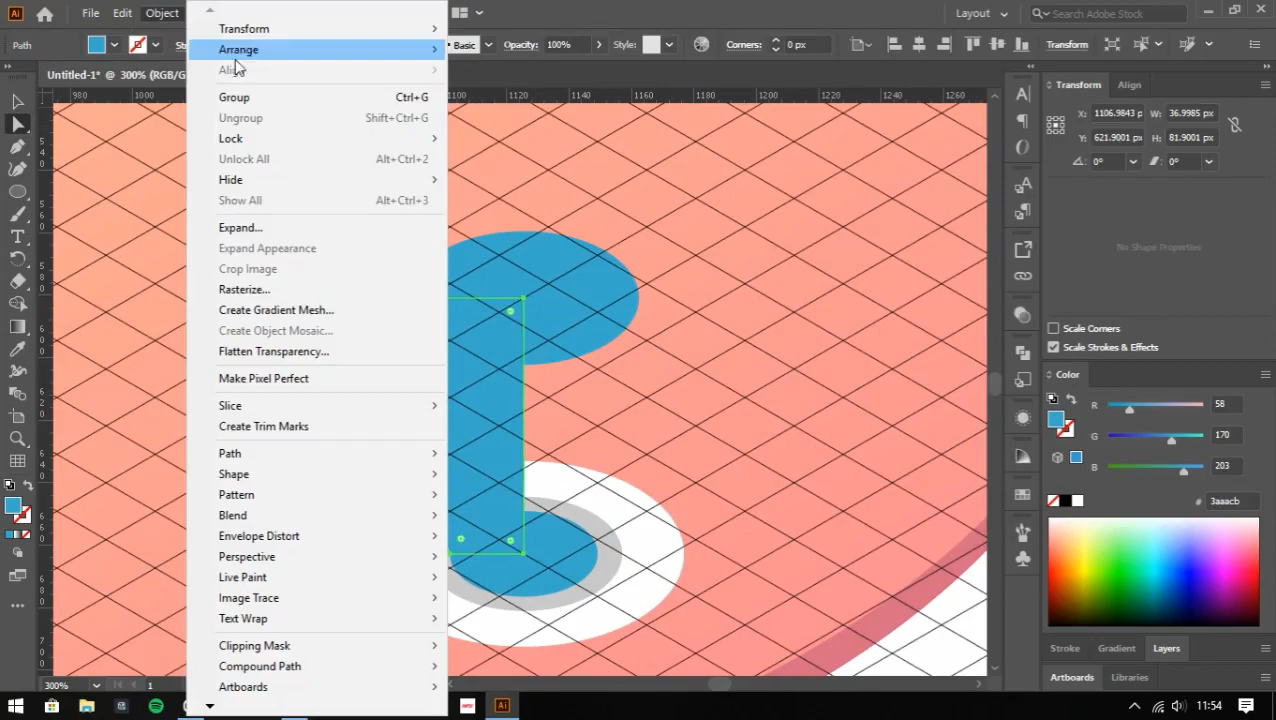 Ai
File
Edit
Object
Layout
Search Adobe Stock
Path
Basic
Opacity:
100%
Style:
Corners:
0 px
Transform
Untitled-1* @ 300% (RGB/G
Transform
Arrange
Group
Ctrl+G
Ungroup
Shift+Ctrl+G
Lock
Unlock All
Alt+Ctrl+2
Hide
Show All
Alt+Ctrl+3
Expand...
Expand Appearance
Crop Image
Rasterize...
Create Gradient Mesh...
Create Object Mosaic...
Flatten Transparency...
Make Pixel Perfect
Slice
Create Trim Marks
Path
Shape
Pattern
Blend
Envelope Distort
Perspective
Live Paint
Image Trace
Text Wrap
Clipping Mask
Compound Path
Artboards
980
1000
1100
1120
1140
1160
1180
1200
1220
1240
1260
Transform
Align
X:
1106.9843 p
W:
36.9985 px
Y:
621.9001 px
H:
81.9001 px
0°
0°
No Shape Properties
Scale Corners
Scale Strokes & Effects
Color
R
58
G
170
B
203
#
3aaacb
Stroke
Gradient
Layers
Artboards
Libraries
300%
1
Ai
11:54